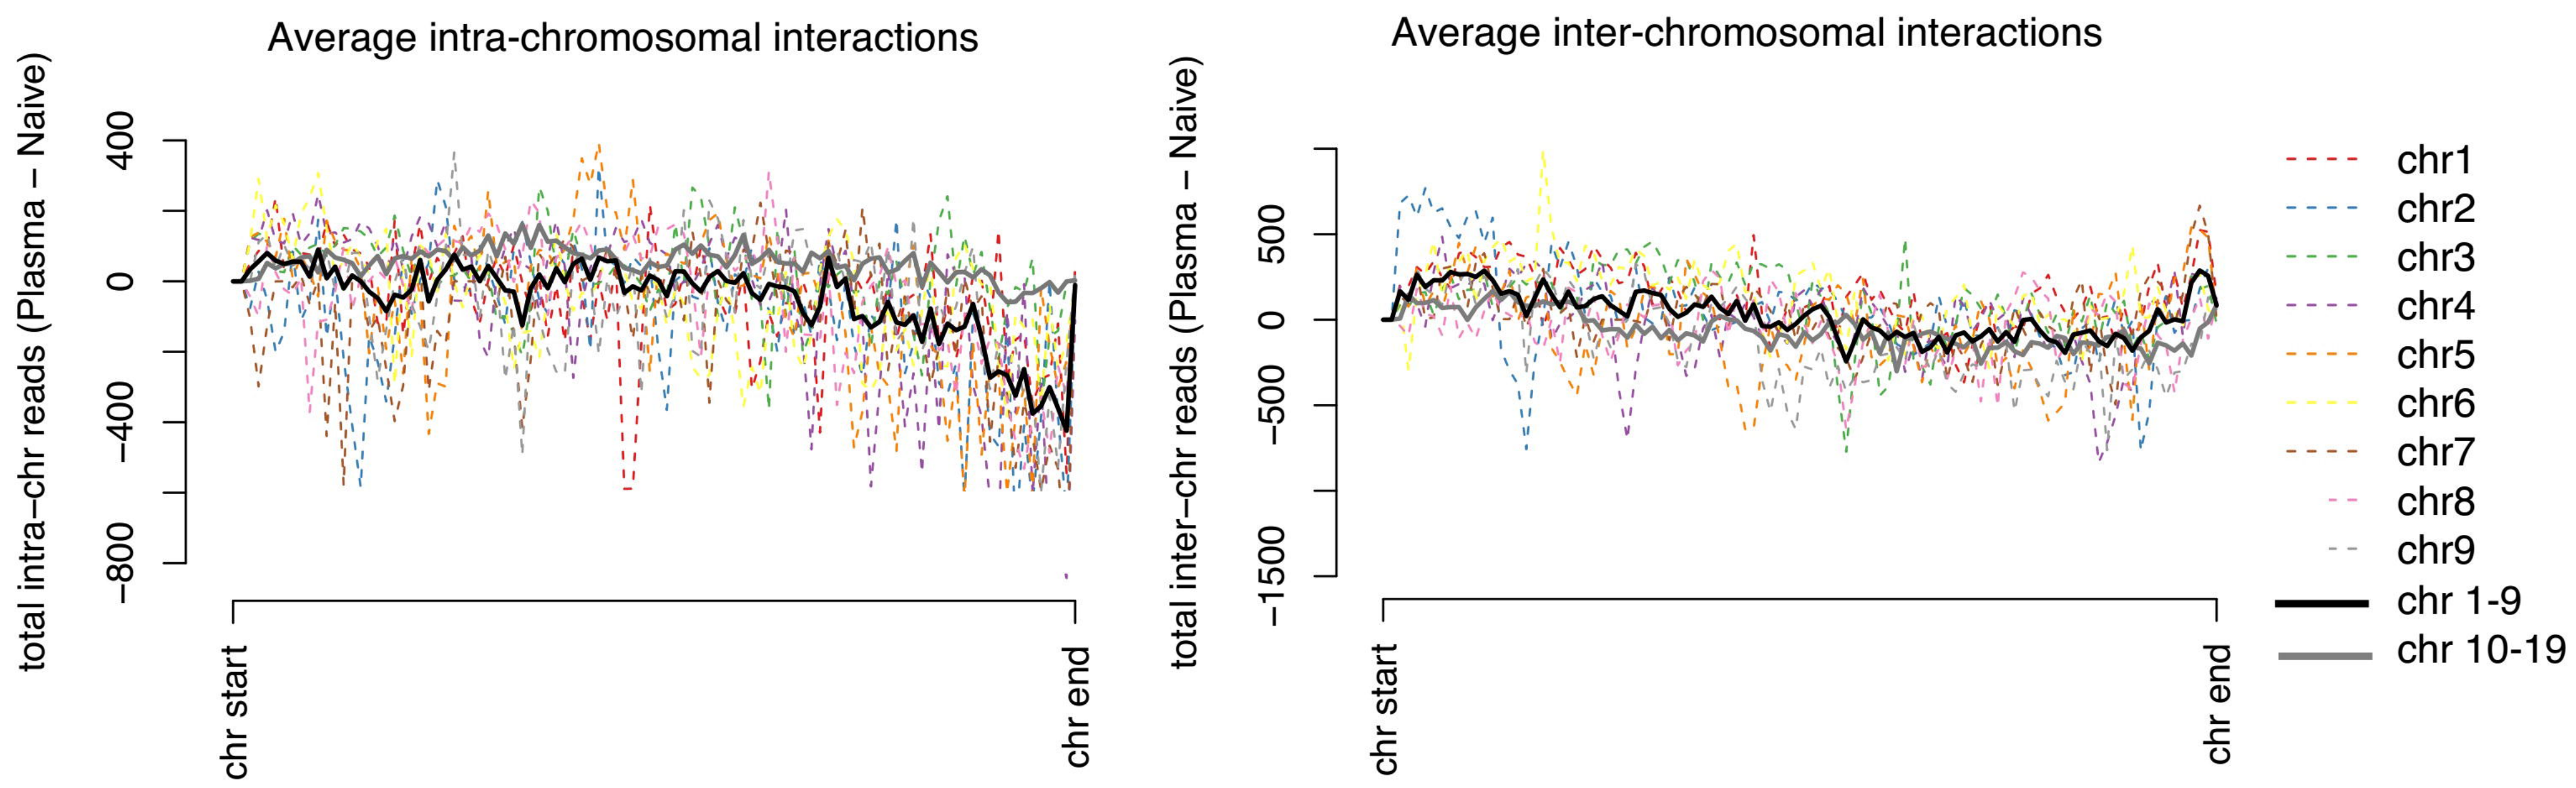 Average intra-chromosomal interactions
total intra–chr reads (Plasma – Naive)
400
0
−400
−800
chr start
chr end
Average inter-chromosomal interactions
total inter–chr reads (Plasma – Naive)
500
0
−500
−1500
chr start
chr end
chr1
chr2
chr3
chr4
chr5
chr6
chr7
chr8
chr9
chr 1-9
chr 10-19